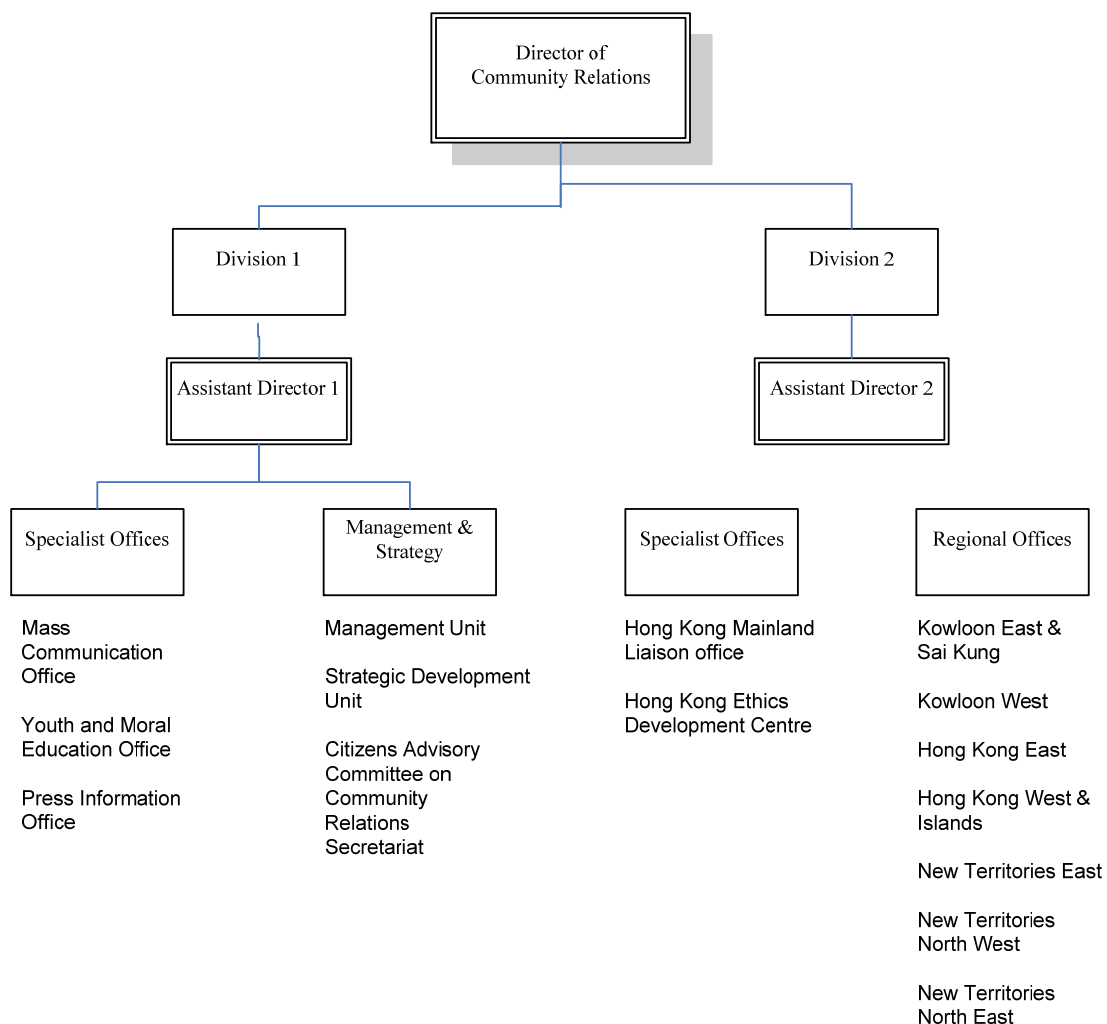 Director of
Community Relations
Division 1
Division 2
Assistant Director 1
Assistant Director 2
Specialist Offices
Management &
Strategy
Specialist Offices
Regional Offices
Mass
Communication
Office
Youth and Moral
Education Office
Press Information
Office
Management Unit
Strategic Development
Unit
Citizens Advisory
Committee on
Community
Relations
Secretariat
Hong Kong Mainland
Liaison office
Hong Kong Ethics
Development Centre
Kowloon East &
Sai Kung
Kowloon West
Hong Kong East
Hong Kong West &
Islands
New Territories East
New Territories
North West
New Territories
North East